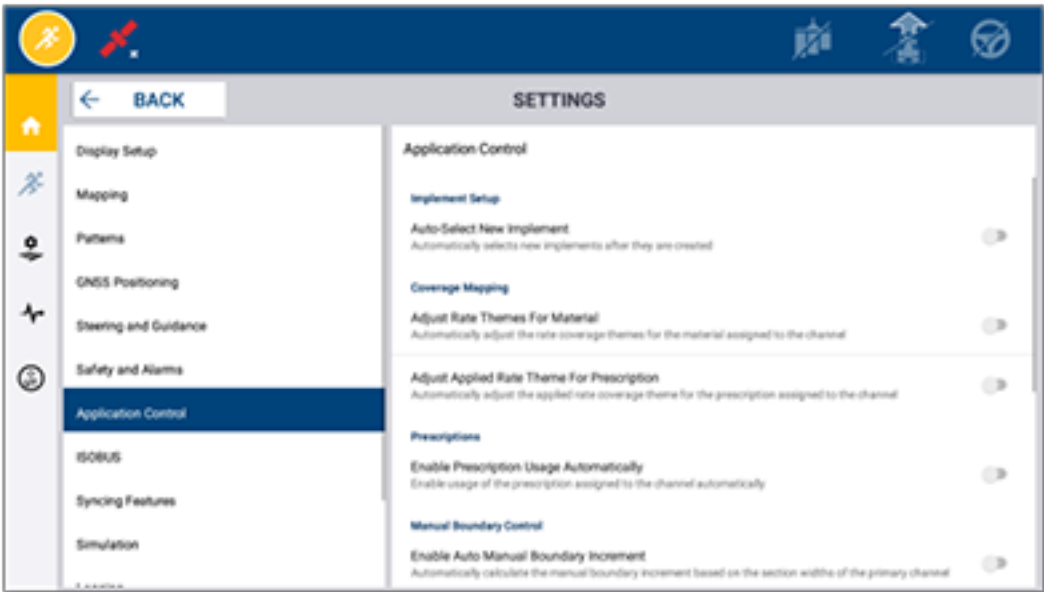 BACK
SETTINGS
Display Setup
Mapping
Patterns
GNSS Positioning
Steering and Guidance
Safety and Alarms
Application Control
ISOBUS
Syncing Features
Simulation
Application Control
Implement Setup
Auto-Select New Implement
Automatically selects new implements after they are created
Coverage Mapping
Adjust Rate Themes For Material
Automatically adjust the rate coverage themes for the material assigned to the channel
Adjust Applied Rate Theme For Prescription
Automatically adjust the applied rate coverage theme for the prescription assigned to the channel
Prescriptions
Enable Prescription Usage Automatically
Enable usage of the prescription assigned to the channel automatically
Manual Boundary Control
Enable Auto Manual Boundary Increment
Automatically calculate the manual boundary increment based on the section widths of the primary channel